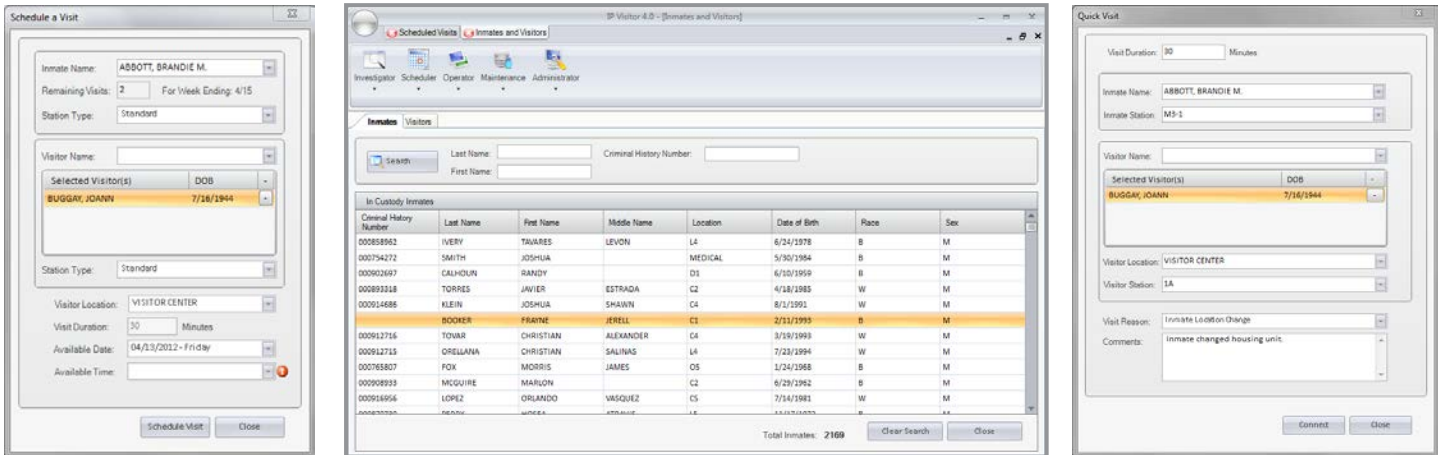 Schedule a Visit
Inmate Name: ABBOTT, BRANDIE M.
Remaining Visits: 2 For Week Ending: 4/15
Station Type: Standard
Visitor Name:
Selected Visitor(s) DOB -
BUGGAY, JOANN 7/16/1944 -
Station Type: Standard
Visitor Location: VISITOR CENTER
Visit Duration: 30 Minutes
Available Date: 04/13/2012 - Friday
Available Time:
Schedule Visit Close
IP Visitor 4.0 - [Inmates and Visitors]
Scheduled Visits Inmates and Visitors
Investigator Scheduler Operator Maintenance Administrator
Inmates Visitors
Search Last Name: Criminal History Number:
First Name:
In Custody Inmates
Criminal History Number Last Name First Name Middle Name Location Date of Birth Race Sex
000858962 IVERY TAVARES LEVON L4 6/24/1978 B M
000754272 SMITH JOSHUA MEDICAL 5/30/1984 B M
000902697 CALHOUN RANDY D1 6/10/1959 B M
000893318 TORRES JAVIER ESTRADA C2 4/18/1985 W M
000914686 KLEIN JOSHUA SHAWN C4 8/1/1991 W M
BOOKER FRAYNE JERELL C1 2/11/1993 B M
000912716 TOVAR CHRISTIAN ALEXANDER C4 3/19/1993 W M
000912715 ORELLANA CHRISTIAN SALINAS L4 7/23/1994 W M
000765807 FOX MORRIS JAMES O5 1/24/1968 B M
000908933 MCGUIRE MARLON C2 6/29/1962 B M
000916956 LOPEZ ORLANDO VASQUEZ C5 7/14/1981 W M
Total Inmates: 2169 Clear Search Close
Quick Visit
Visit Duration: 30 Minutes
Inmate Name: ABBOTT, BRANDIE M.
Inmate Station: M3-1
Visitor Name:
Selected Visitor(s) DOB -
BUGGAY, JOANN 7/16/1944 -
Visitor Location: VISITOR CENTER
Visitor Station: 1A
Visit Reason: Inmate Location Change
Comments: Inmate changed housing unit.
Connect Close